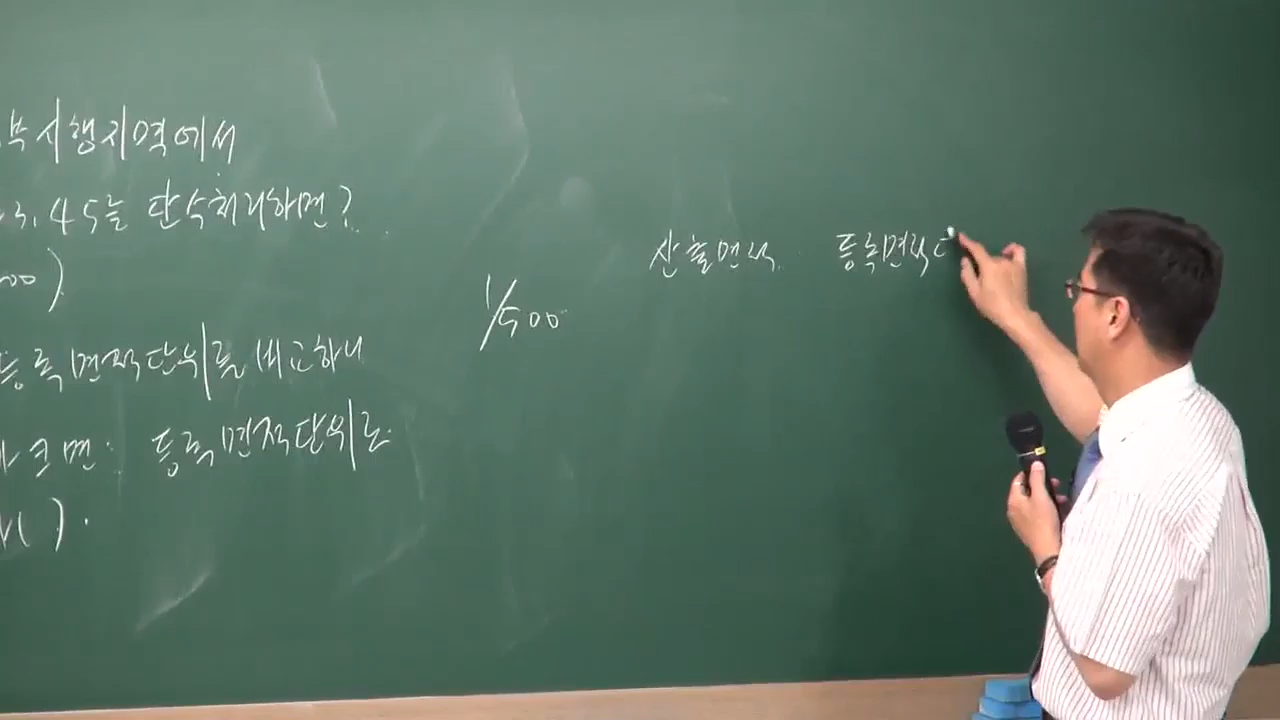 부시행지역에서
3.45를 단수처리하면?
00)
등록면적단위를 비교하니
크면: 등록면적단위로
( ).
1/500
산출면적 등록면적